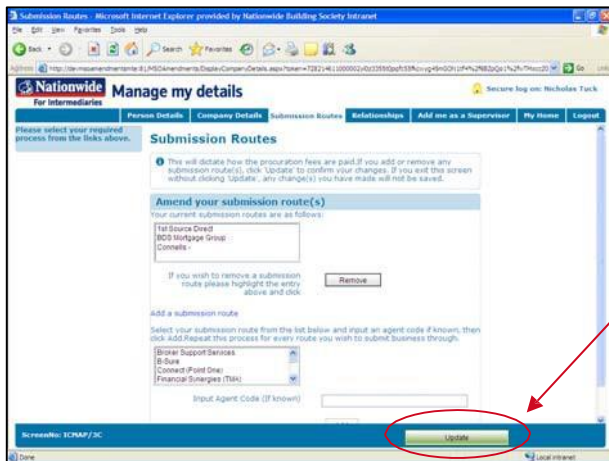 Submission Routes - Microsoft Internet Explorer provided by Nationwide Building Society Intranet
File Edit View Favorites Tools Help
Back Search Favorites
Address Go
Nationwide
For Intermediaries
Manage my details
Secure log on: Nicholas Tuck
Person Details Company Details Submission Routes Relationships Add me as a Supervisor My Home Logout
Please select your required
process from the links above.
Submission Routes
This will dictate how the procuration fees are paid.If you add or remove any
submission route(s), click 'Update' to confirm your changes. If you exit this screen
without clicking 'Update', any change(s) you have made will not
be saved.
Amend your submission route(s)
Your current submission routes are as follows:
1st Source Direct
BDS Mortgage Group
Connells -
If you wish to remove a submission
route please highlight the entry
above and click
Remove
Add a submission route
Select your submission route from the list below and input an agent code if known, then
click Add.Repeat this process for every route you wish to submit business through.
Broker Support Services
B-Sure
Connect (Point One)
Financial Synergies (TMA)
Input Agent Code (If known)
ScreenNo: ICMAP/3C
Update
Done
Local intranet